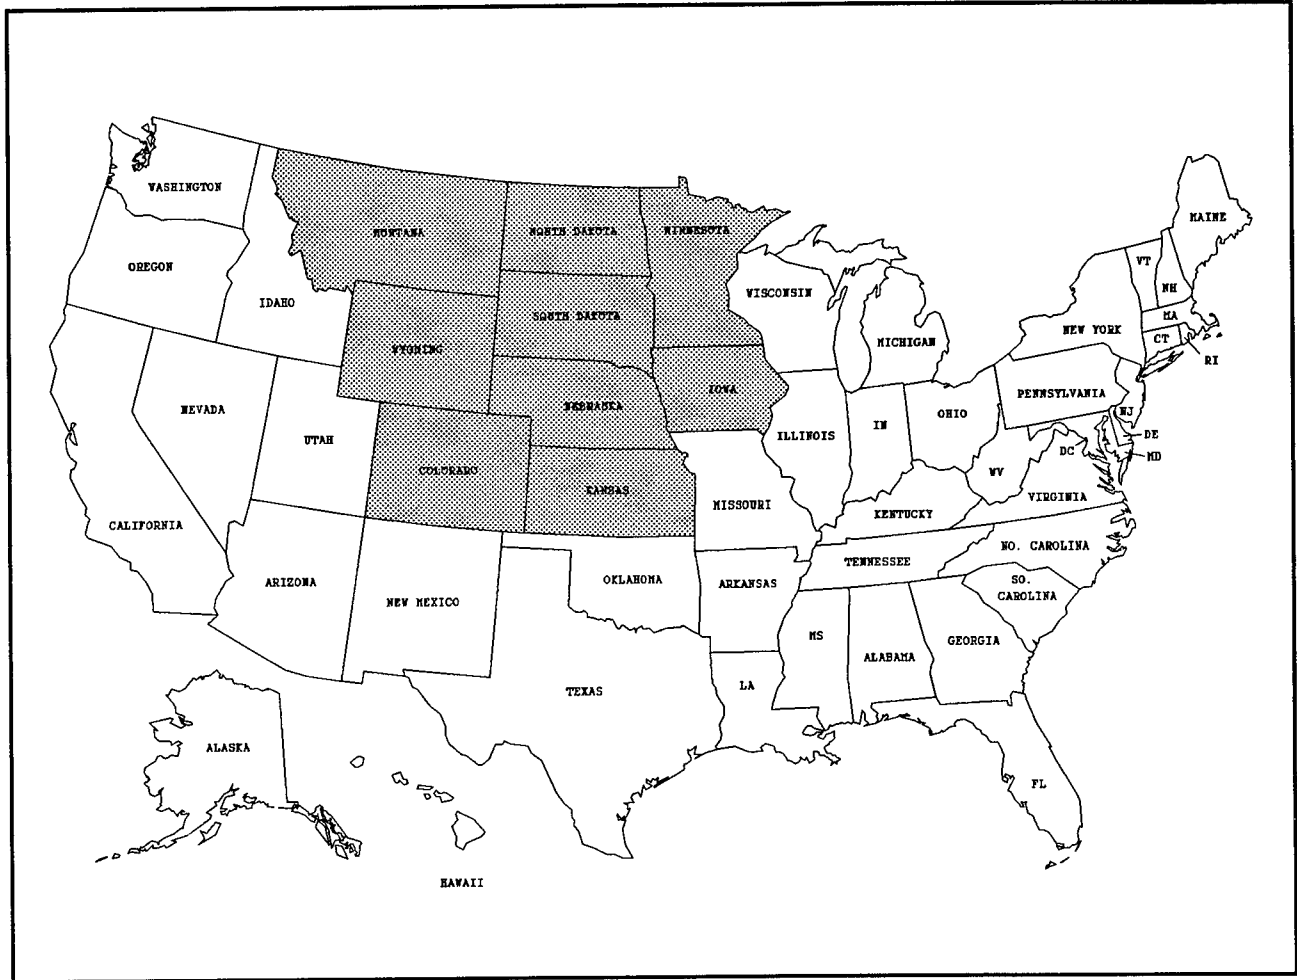 WASHINGTON
MONTANA
NORTH DAKOTA
MINNESOTA
MAINE
OREGON
VT
NH
IDAHO
WISCONSIN
SOUTH DAKOTA
MA
NEW YORK
CT
MICHIGAN
RI
WYOMING
IOWA
PENNSYLVANIA
NEVADA
NEBRASKA
NJ
OHIO
IN
ILLINOIS
DE
UTAH
DC
MD
COLORADO
WV
KANSAS
VIRGINIA
MISSOURI
KENTUCKY
CALIFORNIA
NO. CAROLINA
TENNESSEE
ARIZONA
OKLAHOMA
ARKANSAS
SO.
CAROLINA
NEW MEXICO
MS
GEORGIA
ALABAMA
LA
TEXAS
ALASKA
FL
HAWAII